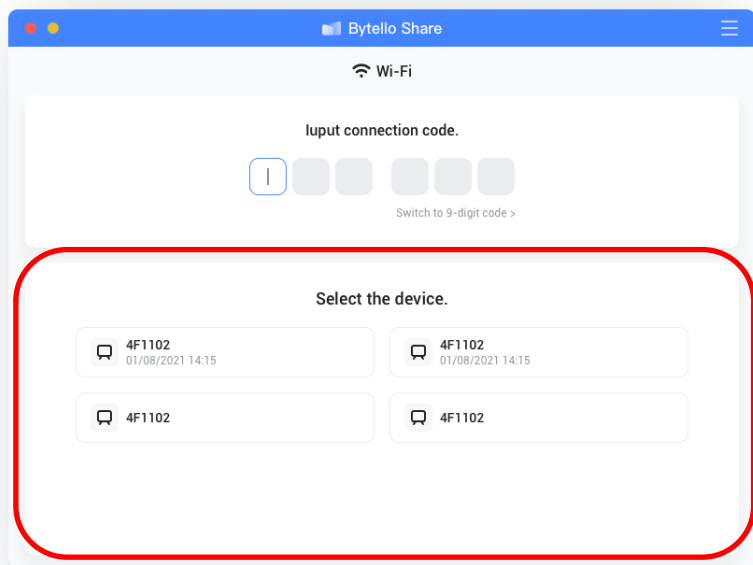 Bytello Share
Wi-Fi
Iuput connection code.
Switch to 9-digit code >
Select the device.
4F1102
01/08/2021 14:15
4F1102
01/08/2021 14:15
4F1102
4F1102